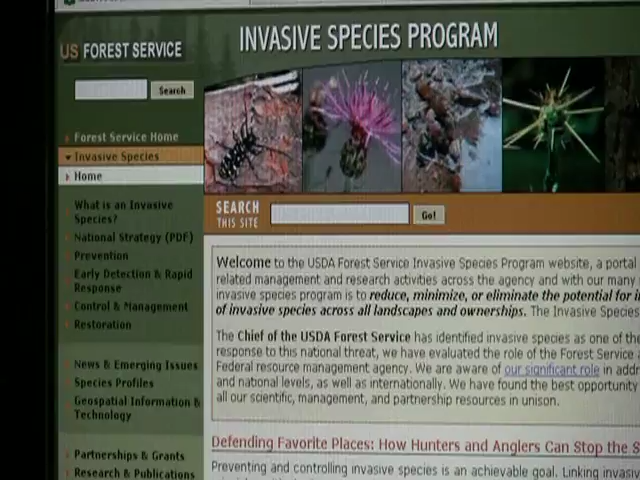 US FOREST SERVICE
INVASIVE SPECIES PROGRAM
Search
Forest Service Home
Invasive Species
Home
What is an Invasive
Species?
National Strategy (PDF)
Prevention
Early Detection & Rapid
Response
Control & Management
Restoration
News & Emerging Issues
Species Profiles
Geospatial Information &
Technology
Partnerships & Grants
Research & Publications
SEARCH
THIS SITE
Go!
Welcome to the USDA Forest Service Invasive Species Program website, a portal
related management and research activities across the agency and with our many
invasive species program is to reduce, minimize, or eliminate the potential for
of invasive species across all landscapes and ownerships. The Invasive Species
The Chief of the USDA Forest Service has identified invasive species as one of the
response to this national threat, we have evaluated the role of the Forest Service
Federal resource management agency. We are aware of our significant role in
and national levels, as well as internationally. We have found the best opportunity
all our scientific, management, and partnership resources in unison.
Defending Favorite Places: How Hunters and Anglers Can Stop the
Preventing and controlling invasive species is an achievable goal. Linking